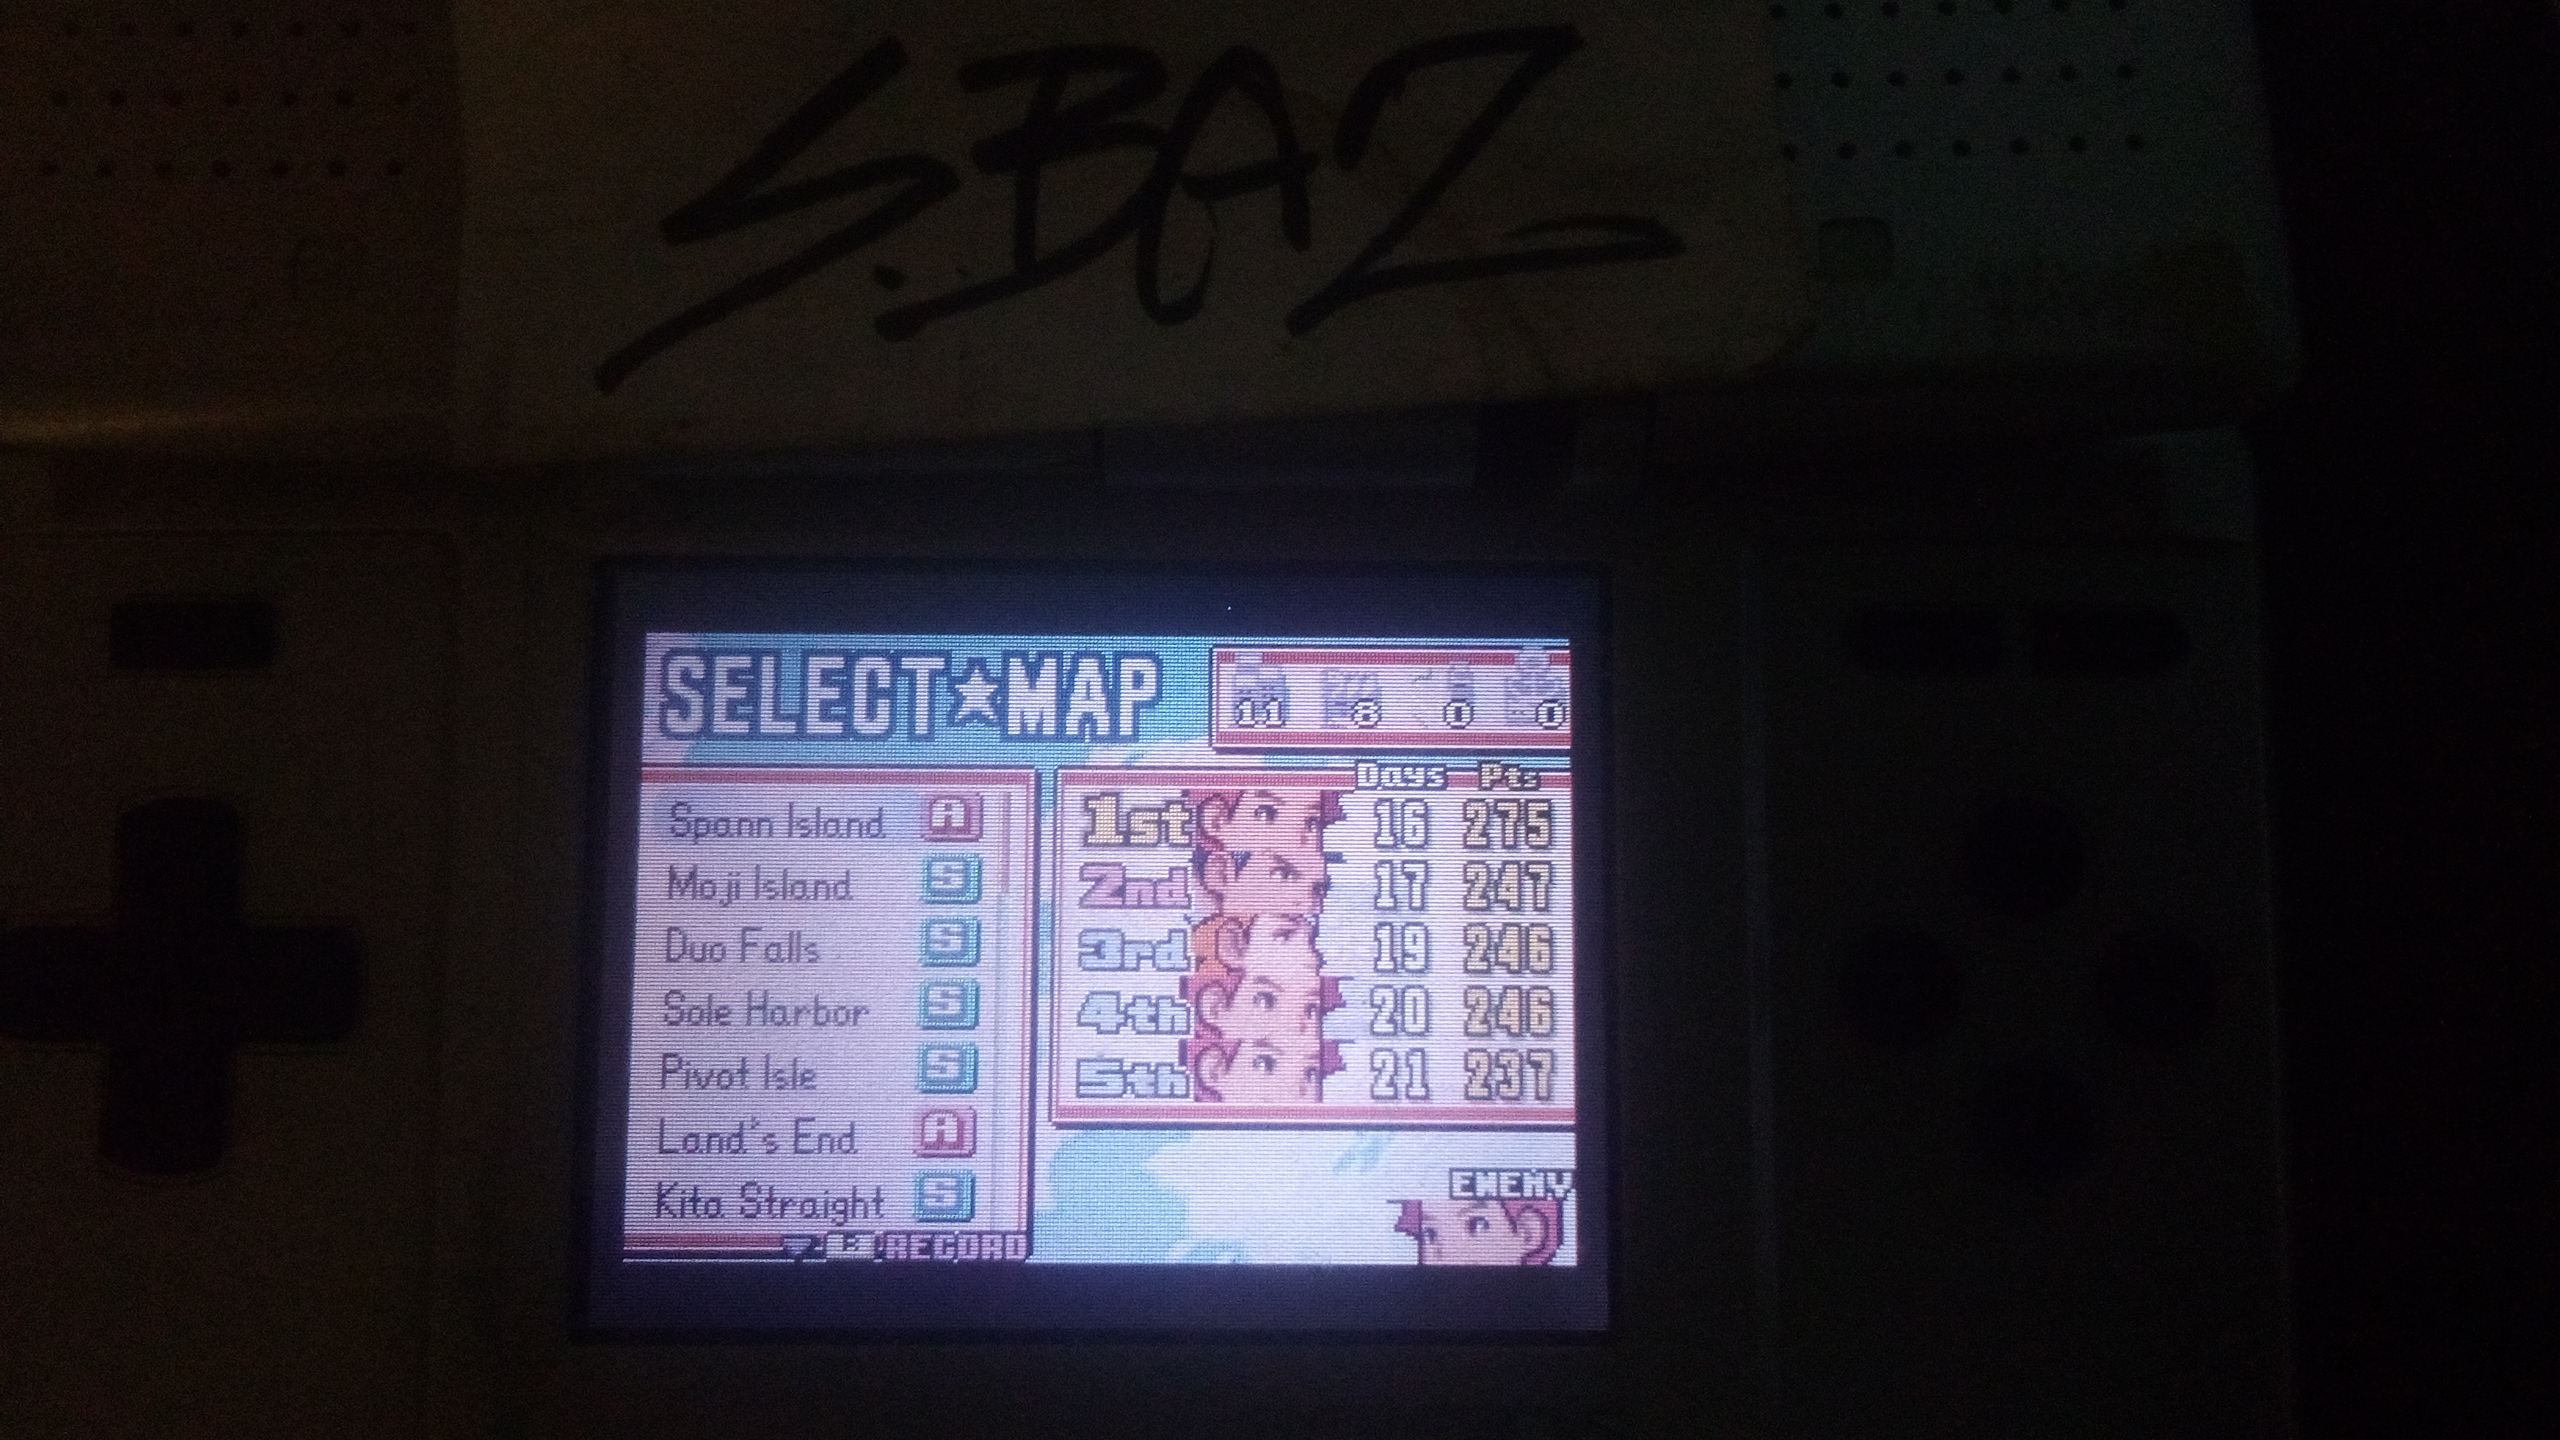 S.BAZ
SELECT★MAP
11 8 0 0
Days Pts
Spann Island A
Moji Island S
Duo Falls S
Sole Harbor S
Pivot Isle S
Land's End A
Kita Straight S
RECORD
1st 16 275
2nd 17 247
3rd 19 246
4th 20 246
5th 21 237
ENEMY